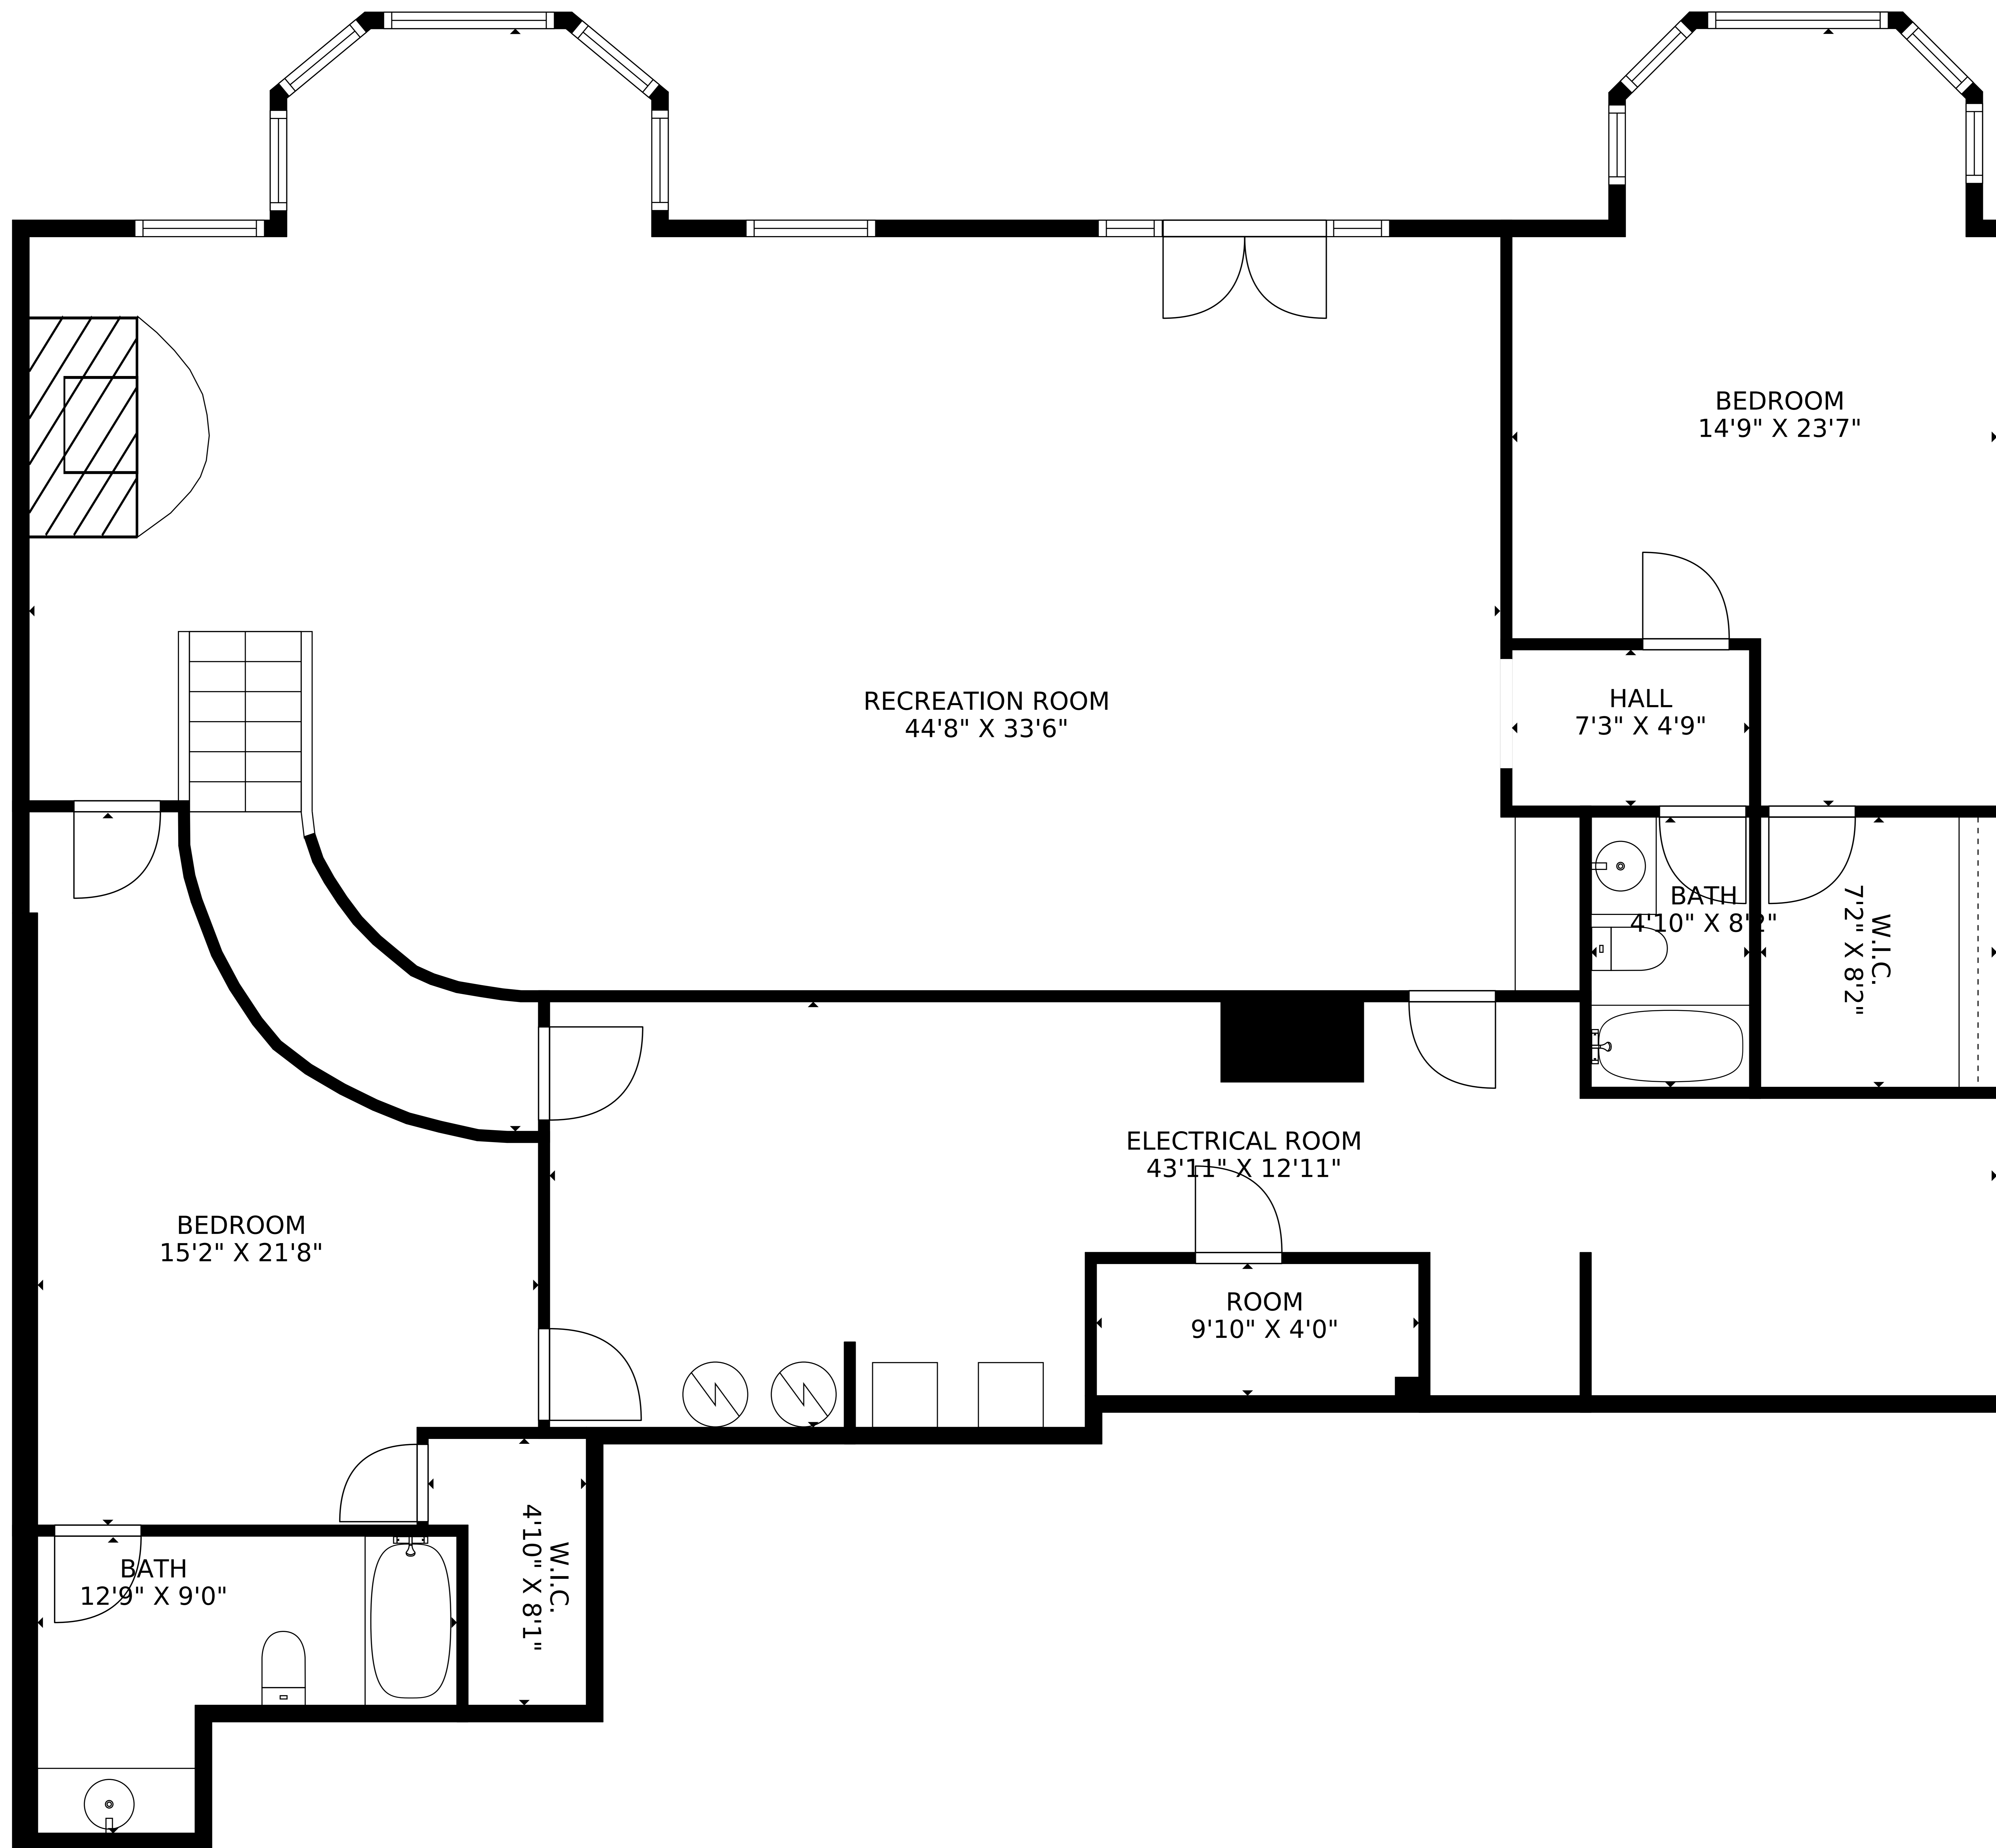 BEDROOM
14'9" X 23'7"
RECREATION ROOM
44'8" X 33'6"
HALL
7'3" X 4'9"
BATH
4'10" X 8'2"
W.I.C.
7'2" X 8'2"
ELECTRICAL ROOM
43'11" X 12'11"
BEDROOM
15'2" X 21'8"
ROOM
9'10" X 4'0"
BATH
12'9" X 9'0"
W.I.C.
4'10" X 8'1"